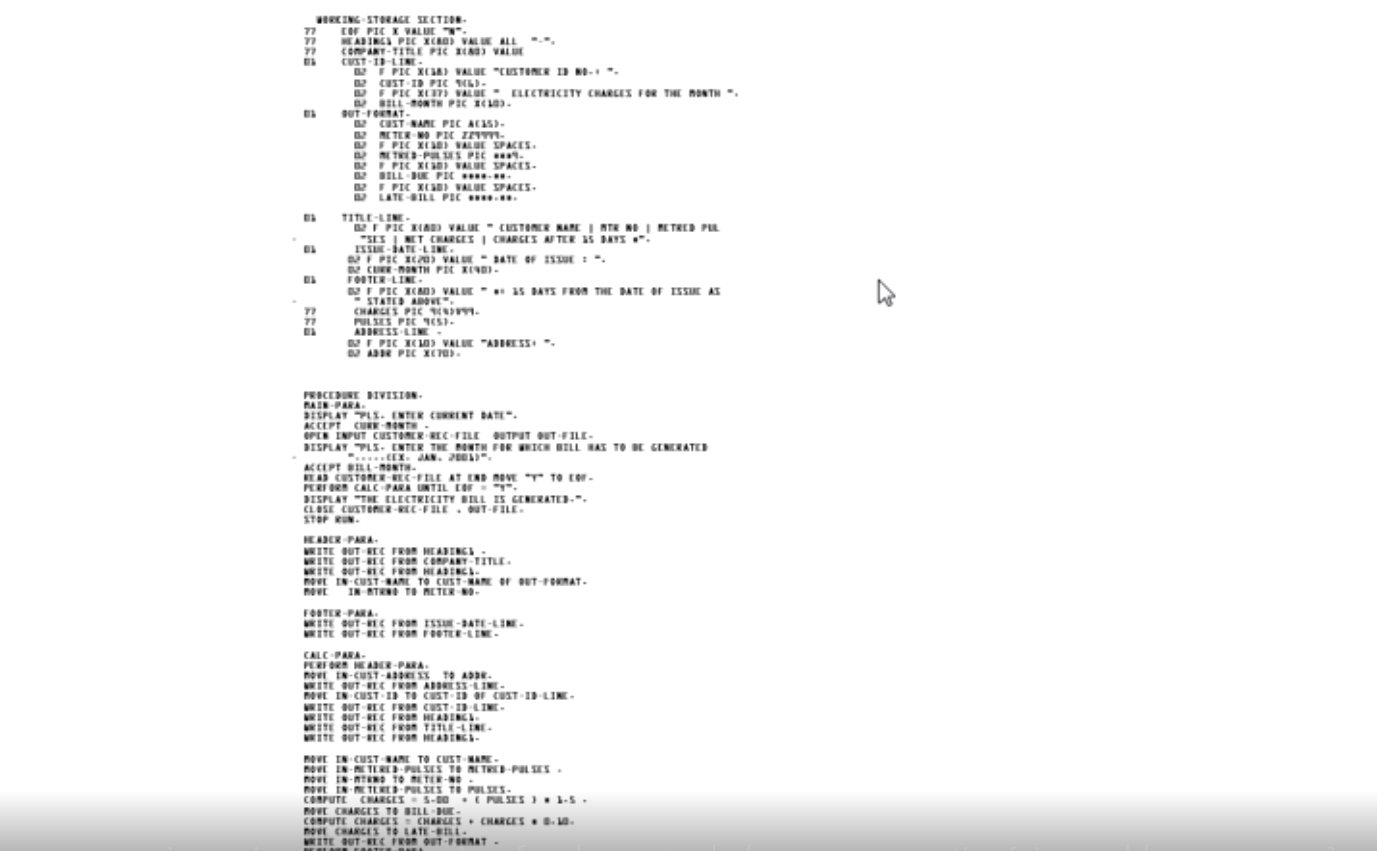 WORKING-STORAGE SECTION.
77 EOF PIC X VALUE "N".
77 HEADING1 PIC X(80) VALUE ALL "-".
77 COMPANY-TITLE PIC X(80) VALUE
01 CUST-ID-LINE.
02 F PIC X(18) VALUE "CUSTOMER ID NO.: ".
02 CUST-ID PIC 9(6).
02 F PIC X(37) VALUE " ELECTRICITY CHARGES FOR THE MONTH ".
02 BILL-MONTH PIC X(10).
01 OUT-FORMAT.
02 CUST-NAME PIC A(15).
02 METER-NO PIC ZZ9999.
02 F PIC X(10) VALUE SPACES.
02 METRED-PULSES PIC ***9.
02 F PIC X(10) VALUE SPACES.
02 BILL-DUE PIC ****.**.
02 F PIC X(10) VALUE SPACES.
02 LATE-BILL PIC ****.**.
01 TITLE-LINE.
02 F PIC X(80) VALUE " CUSTOMER NAME | MTR NO | METRED PUL
- "SES | NET CHARGES | CHARGES AFTER 15 DAYS *".
01 ISSUE-DATE-LINE.
02 F PIC X(20) VALUE " DATE OF ISSUE : ".
02 CURR-MONTH PIC X(40).
01 FOOTER-LINE.
02 F PIC X(80) VALUE " *: 15 DAYS FROM THE DATE OF ISSUE AS
- " STATED ABOVE".
77 CHARGES PIC 9(4)V99.
77 PULSES PIC 9(5).
01 ADDRESS-LINE .
02 F PIC X(10) VALUE "ADDRESS: ".
02 ADDR PIC X(70).
PROCEDURE DIVISION.
MAIN-PARA.
DISPLAY "PLS. ENTER CURRENT DATE".
ACCEPT CURR-MONTH .
OPEN INPUT CUSTOMER-REC-FILE OUTPUT OUT-FILE.
DISPLAY "PLS. ENTER THE MONTH FOR WHICH BILL HAS TO BE GENERATED
- ".....(EX. JAN, 2001)".
ACCEPT BILL-MONTH.
READ CUSTOMER-REC-FILE AT END MOVE "Y" TO EOF.
PERFORM CALC-PARA UNTIL EOF = "Y".
DISPLAY "THE ELECTRICITY BILL IS GENERATED.".
CLOSE CUSTOMER-REC-FILE , OUT-FILE.
STOP RUN.
HEADER-PARA.
WRITE OUT-REC FROM HEADING1 .
WRITE OUT-REC FROM COMPANY-TITLE.
WRITE OUT-REC FROM HEADING1.
MOVE IN-CUST-NAME TO CUST-NAME OF OUT-FORMAT.
MOVE IN-MTRNO TO METER-NO.
FOOTER-PARA.
WRITE OUT-REC FROM ISSUE-DATE-LINE.
WRITE OUT-REC FROM FOOTER-LINE.
CALC-PARA.
PERFORM HEADER-PARA.
MOVE IN-CUST-ADDRESS TO ADDR.
WRITE OUT-REC FROM ADDRESS-LINE.
MOVE IN-CUST-ID TO CUST-ID OF CUST-ID-LINE.
WRITE OUT-REC FROM CUST-ID-LINE.
WRITE OUT-REC FROM HEADING1.
WRITE OUT-REC FROM TITLE-LINE.
WRITE OUT-REC FROM HEADING1.
MOVE IN-CUST-NAME TO CUST-NAME.
MOVE IN-METERED-PULSES TO METRED-PULSES .
MOVE IN-MTRNO TO METER-NO .
MOVE IN-METERED-PULSES TO PULSES.
COMPUTE CHARGES = 5.00 + ( PULSES ) * 1.5 .
MOVE CHARGES TO BILL-DUE.
COMPUTE CHARGES = CHARGES + CHARGES * 0.10.
MOVE CHARGES TO LATE-BILL.
WRITE OUT-REC FROM OUT-FORMAT .